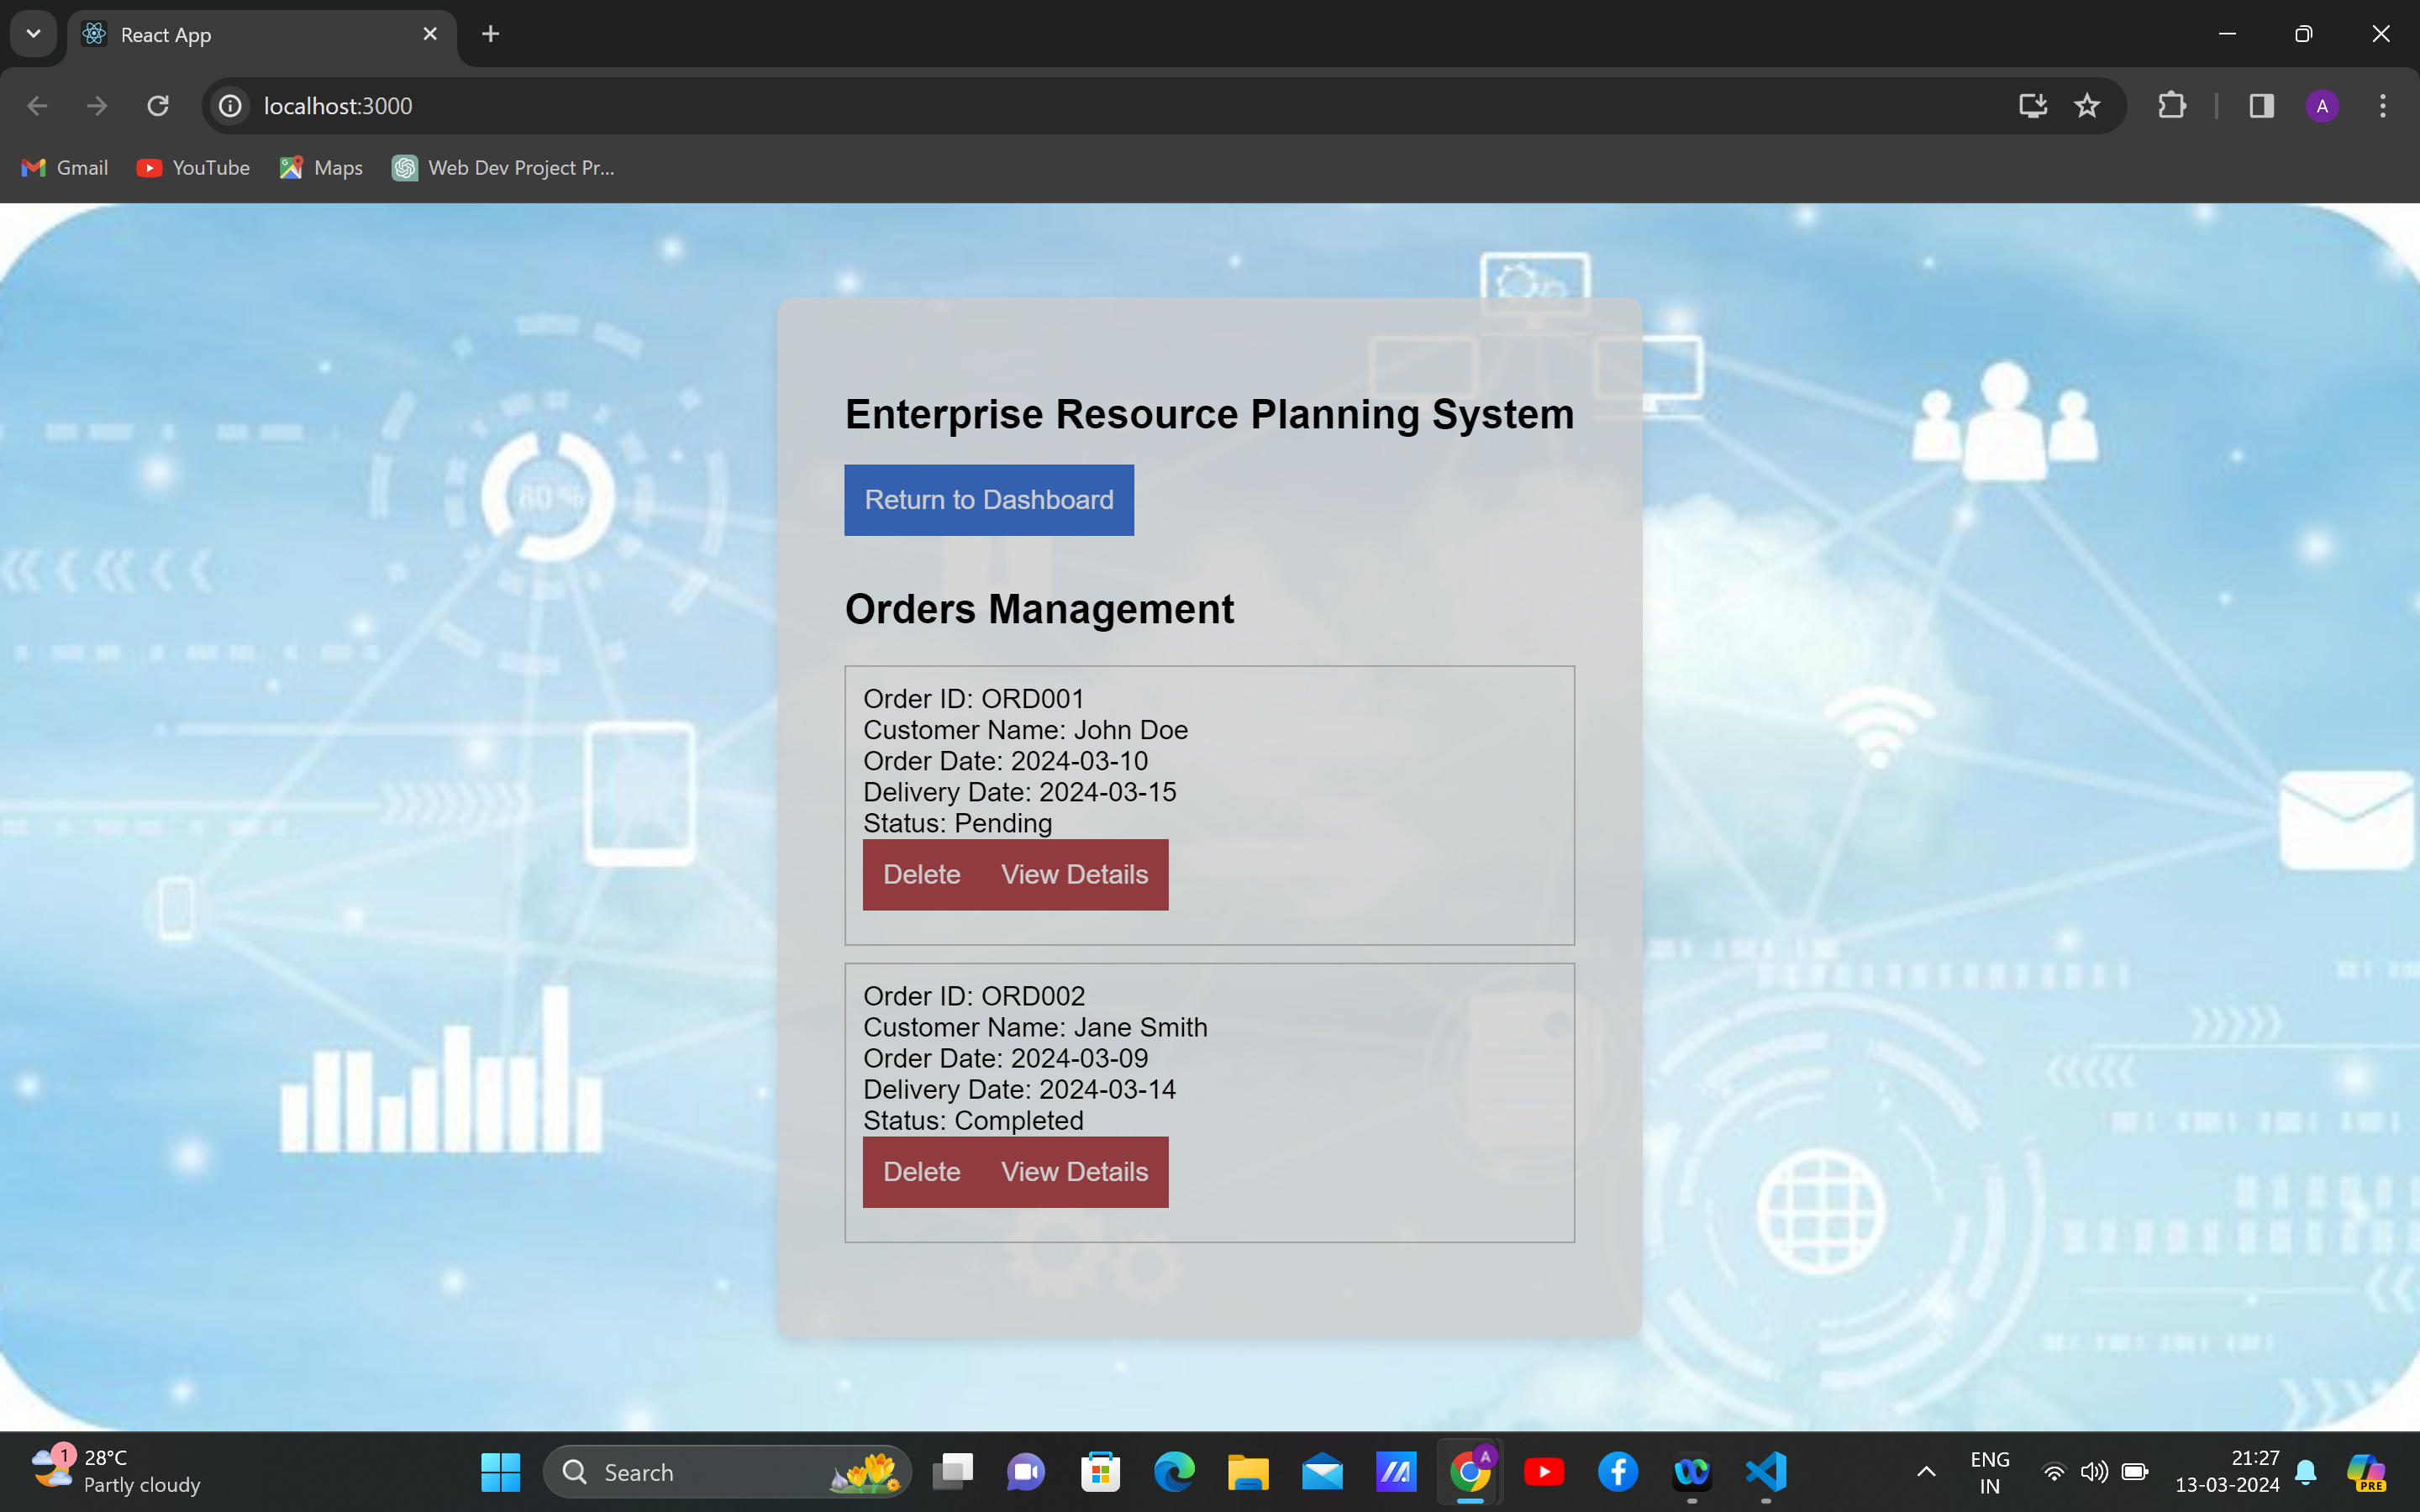 React App
localhost:3000
A
Gmail
YouTube
Maps
Web Dev Project Pr...
80 %
Enterprise Resource Planning System
Return to Dashboard
Orders Management
Order ID: ORD001
Customer Name: John Doe
Order Date: 2024-03-10
Delivery Date: 2024-03-15
Status: Pending
Delete View Details
Order ID: ORD002
Customer Name: Jane Smith
Order Date: 2024-03-09
Delivery Date: 2024-03-14
Status: Completed
Delete View Details
1
28°C
Partly cloudy
Search
A
ENG
IN
21:27
13-03-2024
PRE